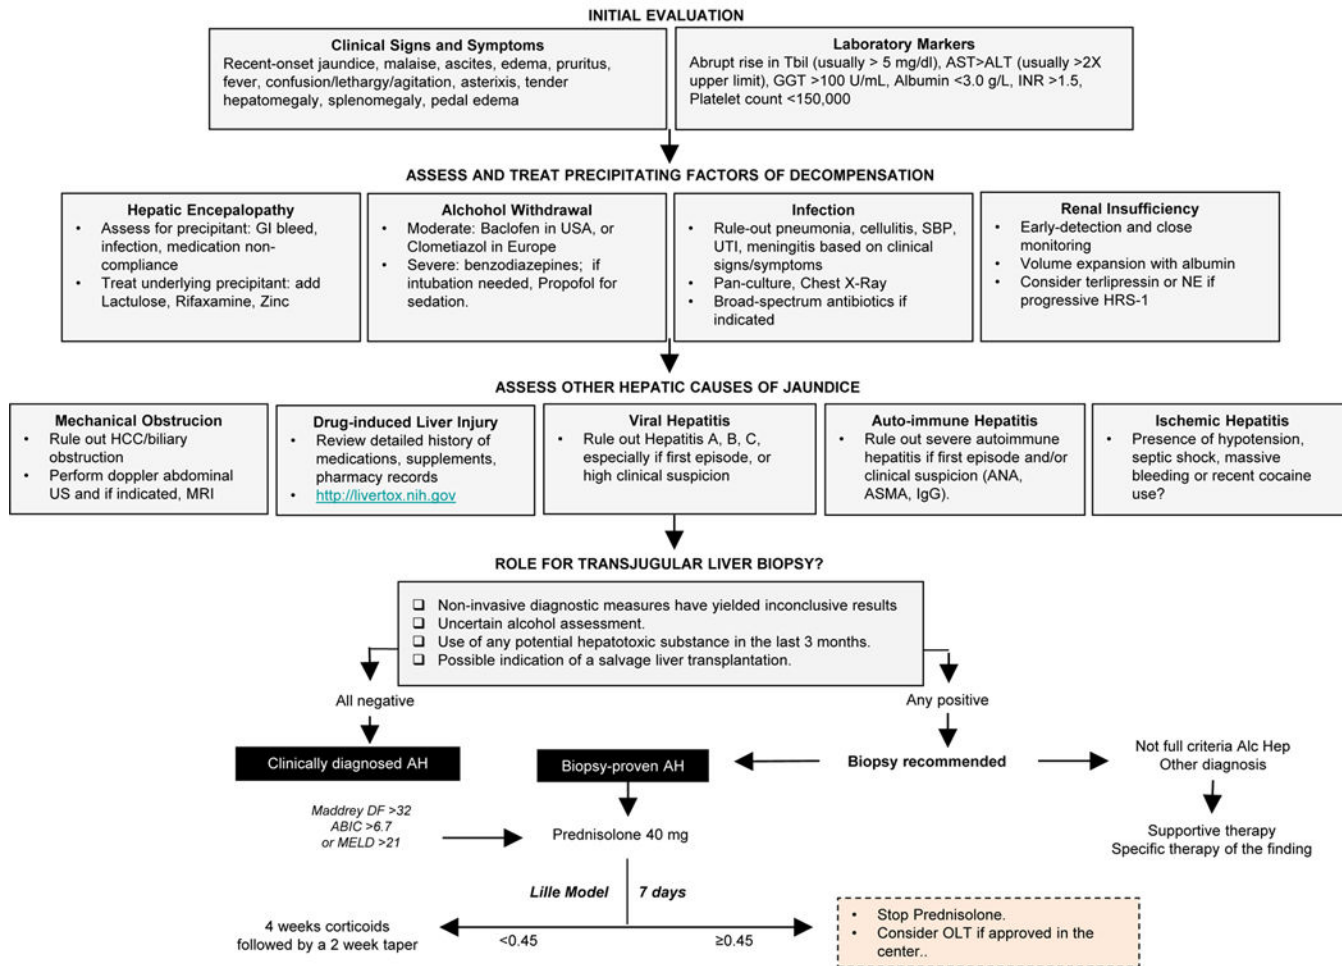 INITIAL EVALUATION
Clinical Signs and Symptoms
Recent-onset jaundice, malaise, ascites, edema, pruritus,
fever, confusion/lethargy/agitation, asterixis, tender
hepatomegaly, splenomegaly, pedal edema
Laboratory Markers
Abrupt rise in Tbil (usually > 5 mg/dl), AST>ALT (usually >2X
upper limit), GGT >100 U/mL, Albumin <3.0 g/L, INR >1.5,
Platelet count <150,000
ASSESS AND TREAT PRECIPITATING FACTORS OF DECOMPENSATION
Hepatic Encepalopathy
• Assess for precipitant: GI bleed,
infection, medication non-
compliance
• Treat underlying precipitant: add
Lactulose, Rifaxamine, Zinc
Alchohol Withdrawal
• Moderate: Baclofen in USA, or
Clometiazol in Europe
• Severe: benzodiazepines; if
intubation needed, Propofol for
sedation.
Infection
• Rule-out pneumonia, cellulitis, SBP,
UTI, meningitis based on clinical
signs/symptoms
• Pan-culture, Chest X-Ray
• Broad-spectrum antibiotics if
indicated
Renal Insufficiency
• Early-detection and close
monitoring
• Volume expansion with albumin
• Consider terlipressin or NE if
progressive HRS-1
ASSESS OTHER HEPATIC CAUSES OF JAUNDICE
Mechanical Obstrucion
• Rule out HCC/biliary
obstruction
• Perform doppler abdominal
US and if indicated, MRI
Drug-induced Liver Injury
• Review detailed history of
medications, supplements,
pharmacy records
• http://livertox.nih.gov
Viral Hepatitis
• Rule out Hepatitis A, B, C,
especially if first episode, or
high clinical suspicion
Auto-immune Hepatitis
• Rule out severe autoimmune
hepatitis if first episode and/or
clinical suspicion (ANA,
ASMA, IgG).
Ischemic Hepatitis
• Presence of hypotension,
septic shock, massive
bleeding or recent cocaine
use?
ROLE FOR TRANSJUGULAR LIVER BIOPSY?
❑ Non-invasive diagnostic measures have yielded inconclusive results
❑ Uncertain alcohol assessment.
❑ Use of any potential hepatotoxic substance in the last 3 months.
❑ Possible indication of a salvage liver transplantation.
All negative
Any positive
Clinically diagnosed AH
Biopsy-proven AH
Biopsy recommended
Not full criteria Alc Hep
Other diagnosis
Maddrey DF >32
ABIC >6.7
or MELD >21
Prednisolone 40 mg
Supportive therapy
Specific therapy of the finding
Lille Model 7 days
4 weeks corticoids
followed by a 2 week taper
<0.45
≥0.45
• Stop Prednisolone.
• Consider OLT if approved in the
center..